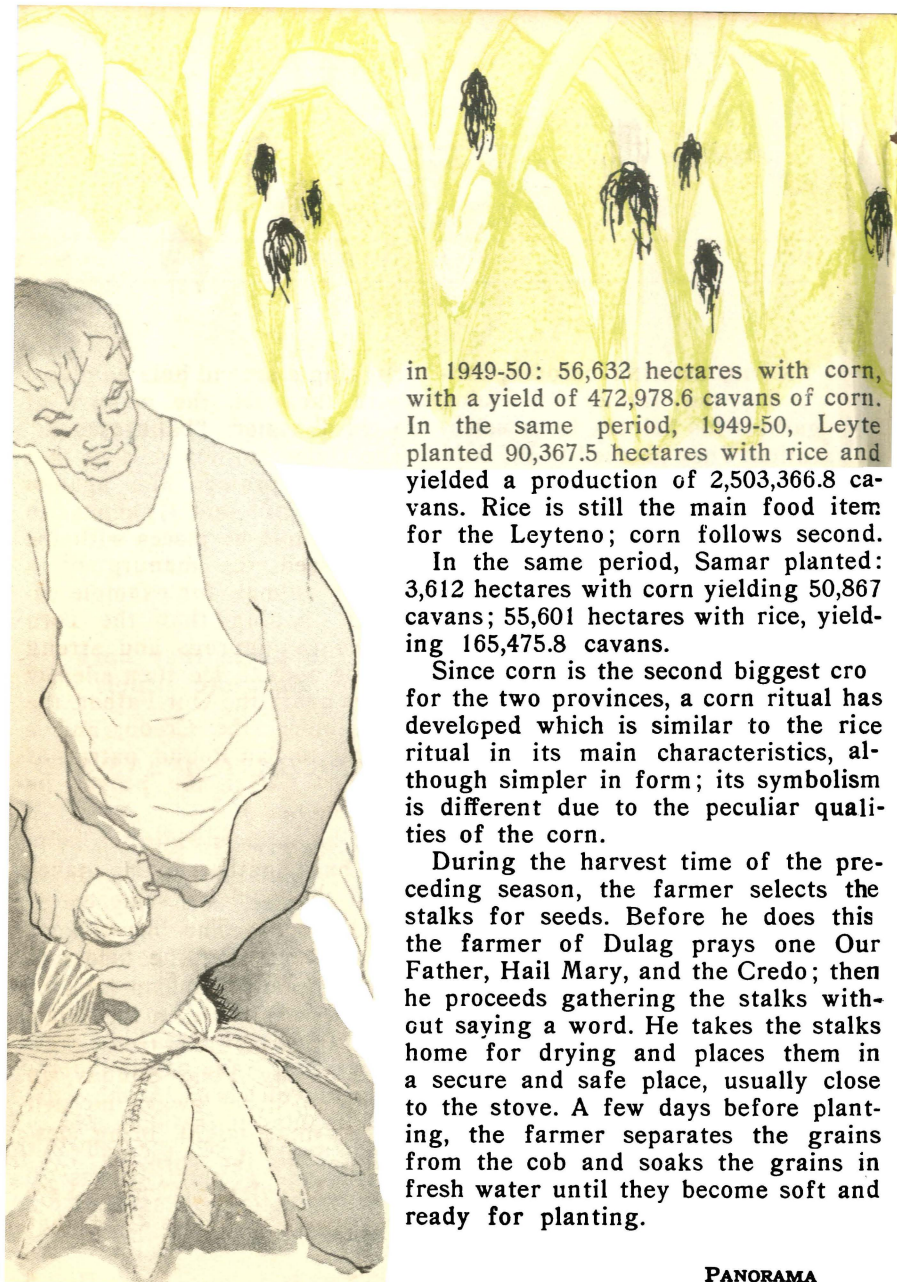 in 1949-50: 56,632 hectares with corn,
with a yield of 472,978.6 cavans of corn.
In the same period, 1949-50, Leyte
planted 90,367.5 hectares with rice and
yielded a production of 2,503,366.8 ca-
vans. Rice is still the main food item
for the Leyteno; corn follows second.
In the same period, Samar planted:
3,612 hectares with corn yielding 50,867
cavans; 55,601 hectares with rice, yield-
ing 165,475.8 cavans.
Since corn is the second biggest cro
for the two provinces, a corn ritual has
developed which is similar to the rice
ritual in its main characteristics, al-
though simpler in form; its symbolism
is different due to the peculiar quali-
ties of the corn.
During the harvest time of the pre-
ceding season, the farmer selects the
stalks for seeds. Before he does this
the farmer of Dulag prays one Our
Father, Hail Mary, and the Credo; then
he proceeds gathering the stalks with-
out saying a word. He takes the stalks
home for drying and places them in
a secure and safe place, usually close
to the stove. A few days before plant-
ing, the farmer separates the grains
from the cob and soaks the grains in
fresh water until they become soft and
ready for planting.
PANORAMA